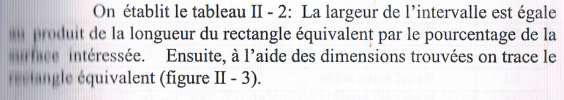 On établit le tableau II - 2: La largeur de l'intervalle est égale
au produit de la longueur du rectangle équivalent par le pourcentage de la
surface intéressée. Ensuite, à l'aide des dimensions trouvées on trace le
rectangle équivalent (figure II - 3).